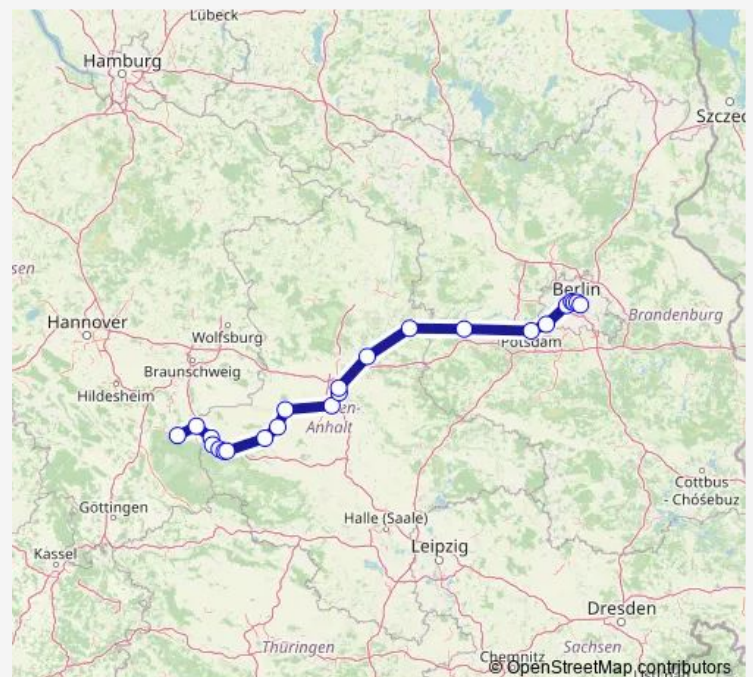 Lübeck
Hamburg
Szczec
sen
Berlin
Hannover
Brandenburg
Wolfsburg
Potsdam
Braunschweig
Hildesheim
en-
Anhalt
Cottbus
- Chóśebuz
Göttingen
Halle (Saale)
Leipzig
Kassel
Dresden
Thüringen
Sachsen
Chemnitz
© OpenStreetMap contributors